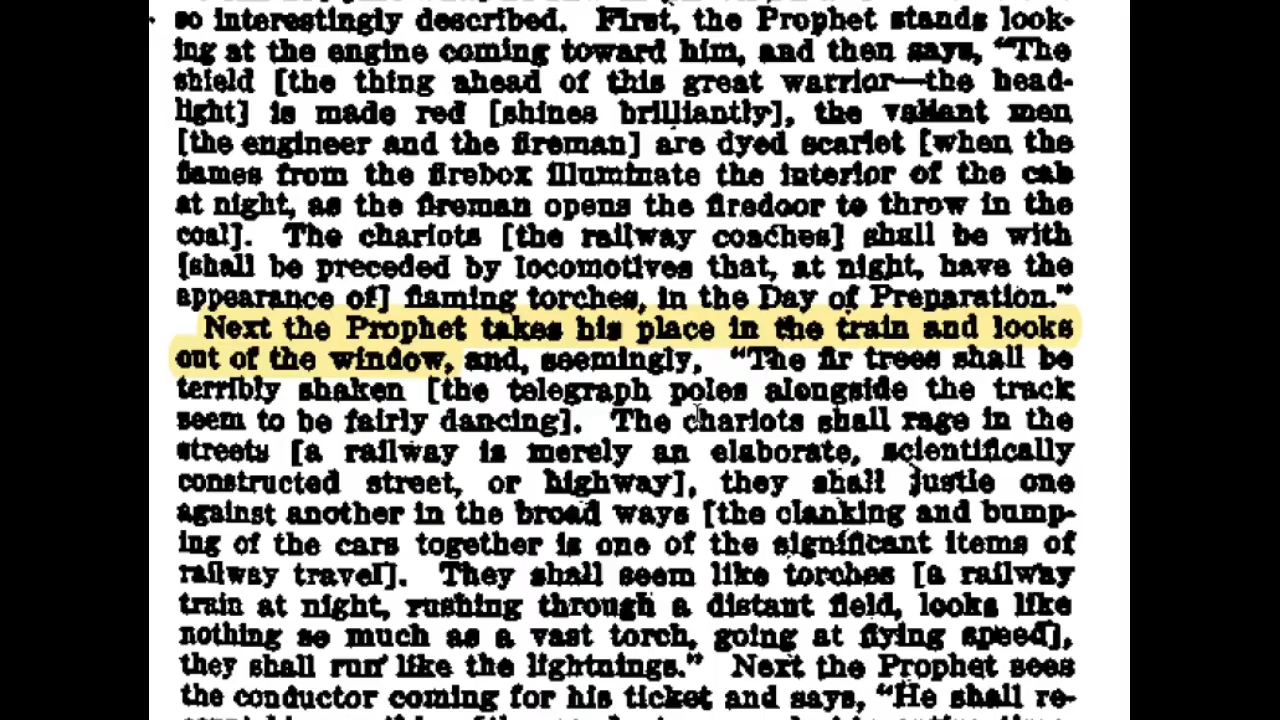 so interestingly described. First, the Prophet stands look-
ing at the engine coming toward him, and then says, "The
shield [the thing ahead of this great warrior—the head-
light] is made red [shines brilliantly], the valiant men
[the engineer and the fireman] are dyed scarlet [when the
flames from the firebox illuminate the interior of the cab
at night, as the fireman opens the firedoor to throw in the
coal]. The chariots [the railway coaches] shall be with
[shall be preceded by locomotives that, at night, have the
appearance of] flaming torches, in the Day of Preparation."
Next the Prophet takes his place in the train and looks
out of the window, and, seemingly, "The fir trees shall be
terribly shaken [the telegraph poles alongside the track
seem to be fairly dancing]. The chariots shall rage in the
streets [a railway is merely an elaborate, scientifically
constructed street, or highway], they shall justle one
against another in the broad ways [the clanking and bump-
ing of the cars together is one of the significant items of
railway travel]. They shall seem like torches [a railway
train at night, rushing through a distant field, looks like
nothing so much as a vast torch, going at flying speed],
they shall run like the lightnings." Next the Prophet sees
the conductor coming for his ticket and says, "He shall re-